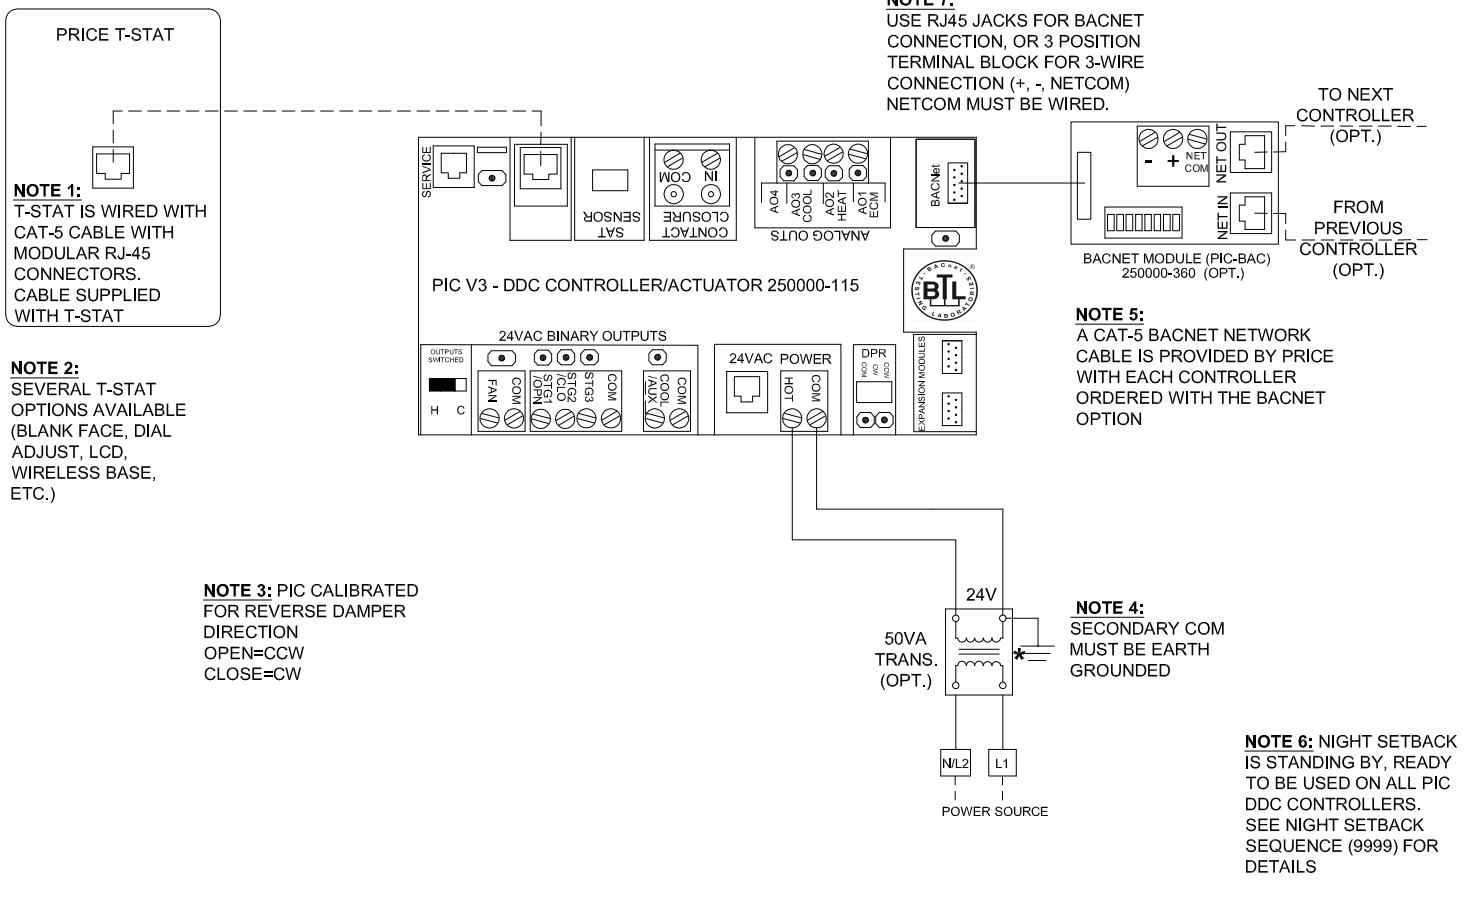 PRICE T-STAT
NOTE 1:
T-STAT IS WIRED WITH
CAT-5 CABLE WITH
MODULAR RJ-45
CONNECTORS.
CABLE SUPPLIED
WITH T-STAT
NOTE 2:
SEVERAL T-STAT
OPTIONS AVAILABLE
(BLANK FACE, DIAL
ADJUST, LCD,
WIRELESS BASE,
ETC.)
NOTE 3: PIC CALIBRATED
FOR REVERSE DAMPER
DIRECTION
OPEN=CCW
CLOSE=CW
NOTE 7:
USE RJ45 JACKS FOR BACNET
CONNECTION, OR 3 POSITION
TERMINAL BLOCK FOR 3-WIRE
CONNECTION (+, -, NETCOM)
NETCOM MUST BE WIRED.
SERVICE
SAT
SENSOR
COM
IN
CONTACT
CLOSURE
AO4
AO3
COOL
AO2
HEAT
AO1
ECM
ANALOG OUTS
BACNet
PIC V3 - DDC CONTROLLER/ACTUATOR 250000-115
BACnet
BTL
®
TESTING LABORATORIES
24VAC BINARY OUTPUTS
OUTPUTS
SWITCHED
H C
FAN
COM
STG1
/OPN
STG2
/CLO
STG3
COM
COOL
/AUX
COM
24VAC POWER
HOT
COM
DPR
COM
CW
CCW
EXPANSION MODULES
- +
NET
COM
NET OUT
NET IN
BACNET MODULE (PIC-BAC)
250000-360 (OPT.)
TO NEXT
CONTROLLER
(OPT.)
FROM
PREVIOUS
CONTROLLER
(OPT.)
NOTE 5:
A CAT-5 BACNET NETWORK
CABLE IS PROVIDED BY PRICE
WITH EACH CONTROLLER
ORDERED WITH THE BACNET
OPTION
24V
50VA
TRANS.
(OPT.)
*
NOTE 4:
SECONDARY COM
MUST BE EARTH
GROUNDED
N/L2
L1
POWER SOURCE
NOTE 6: NIGHT SETBACK
IS STANDING BY, READY
TO BE USED ON ALL PIC
DDC CONTROLLERS.
SEE NIGHT SETBACK
SEQUENCE (9999) FOR
DETAILS